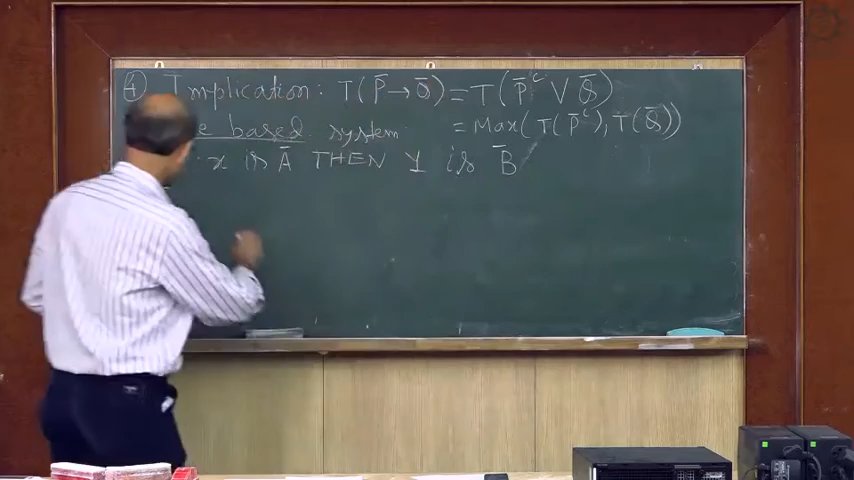 ④ Implication: T(P̄→Q̄)=T(P̄ᶜ V Q̄)
based system = Max(T(P̄ᶜ), T(Q̄))
x is Ā THEN Y is B̄